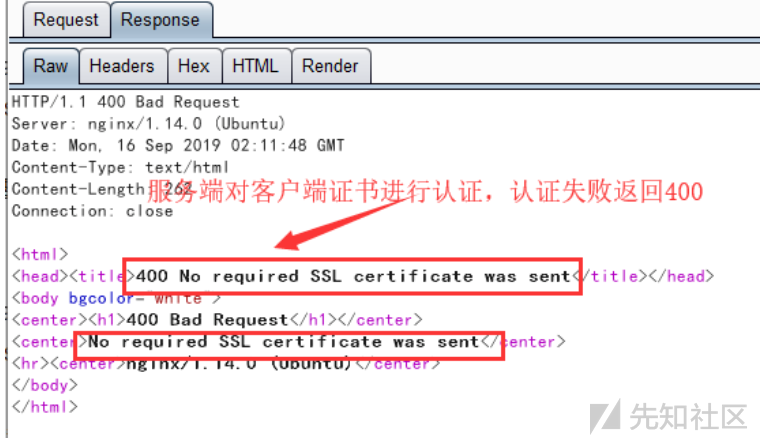 Request Response
Raw Headers Hex HTML Render
HTTP/1.1 400 Bad Request
Server: nginx/1.14.0 (Ubuntu)
Date: Mon, 16 Sep 2019 02:11:48 GMT
Content-Type: text/html
Content-Length: 262
服务端对客户端证书进行认证，认证失败返回400
Connection: close
<html>
<head><title>400 No required SSL certificate was sent</title></head>
<body bgcolor="white">
<center><h1>400 Bad Request</h1></center>
<center>No required SSL certificate was sent</center>
<hr><center>nginx/1.14.0 (Ubuntu)</center>
</body>
</html>
先知社区